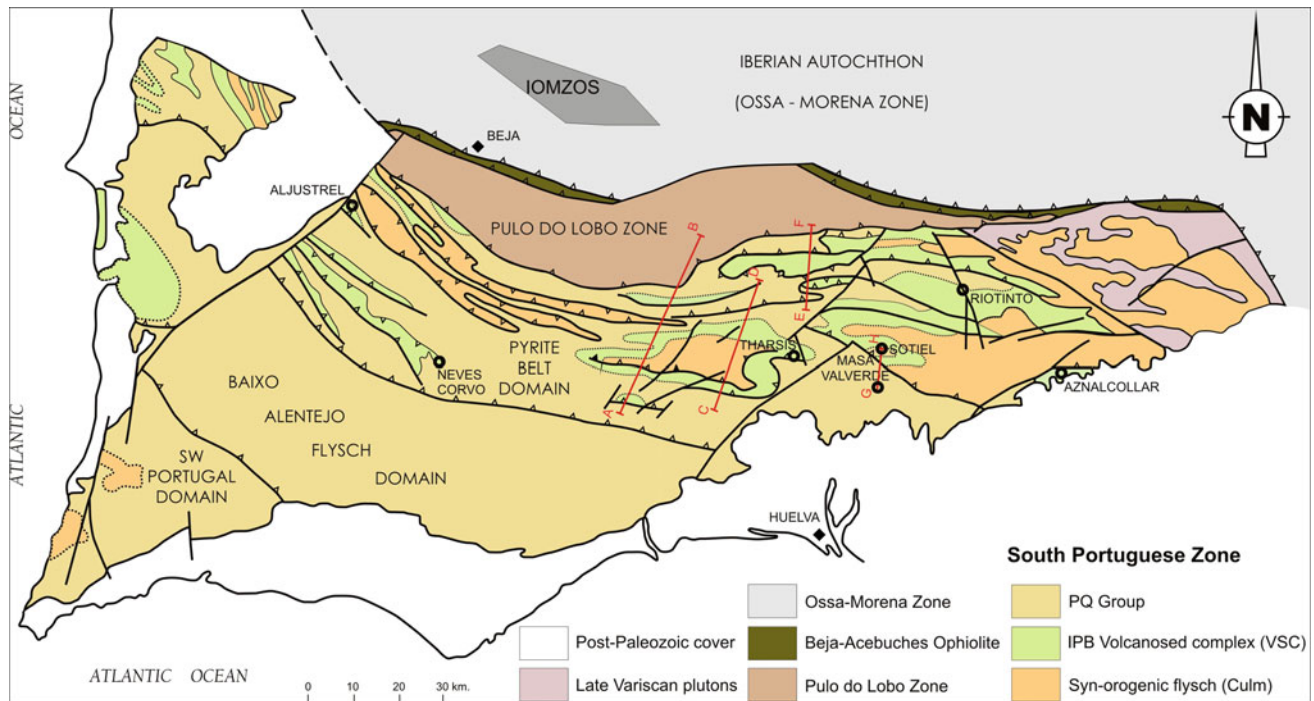 OCEAN
ATLANTIC
IBERIAN AUTOCHTHON
(OSSA - MORENA ZONE)
N
IOMZOS
BEJA
ALJUSTREL
PULO DO LOBO ZONE
B
F
D
E
RIOTINTO
THARSIS
MASA
VALVERDE
H
SOTIEL
G
AZNALCOLLAR
NEVES
CORVO
PYRITE
BELT
DOMAIN
A
C
BAIXO
ALENTEJO
FLYSCH
DOMAIN
SW
PORTUGAL
DOMAIN
HUELVA
South Portuguese Zone
Ossa-Morena Zone
PQ Group
Post-Paleozoic cover
Beja-Acebuches Ophiolite
IPB Volcanosed complex (VSC)
Late Variscan plutons
Pulo do Lobo Zone
Syn-orogenic flysch (Culm)
ATLANTIC OCEAN
0 10 20 30 km.